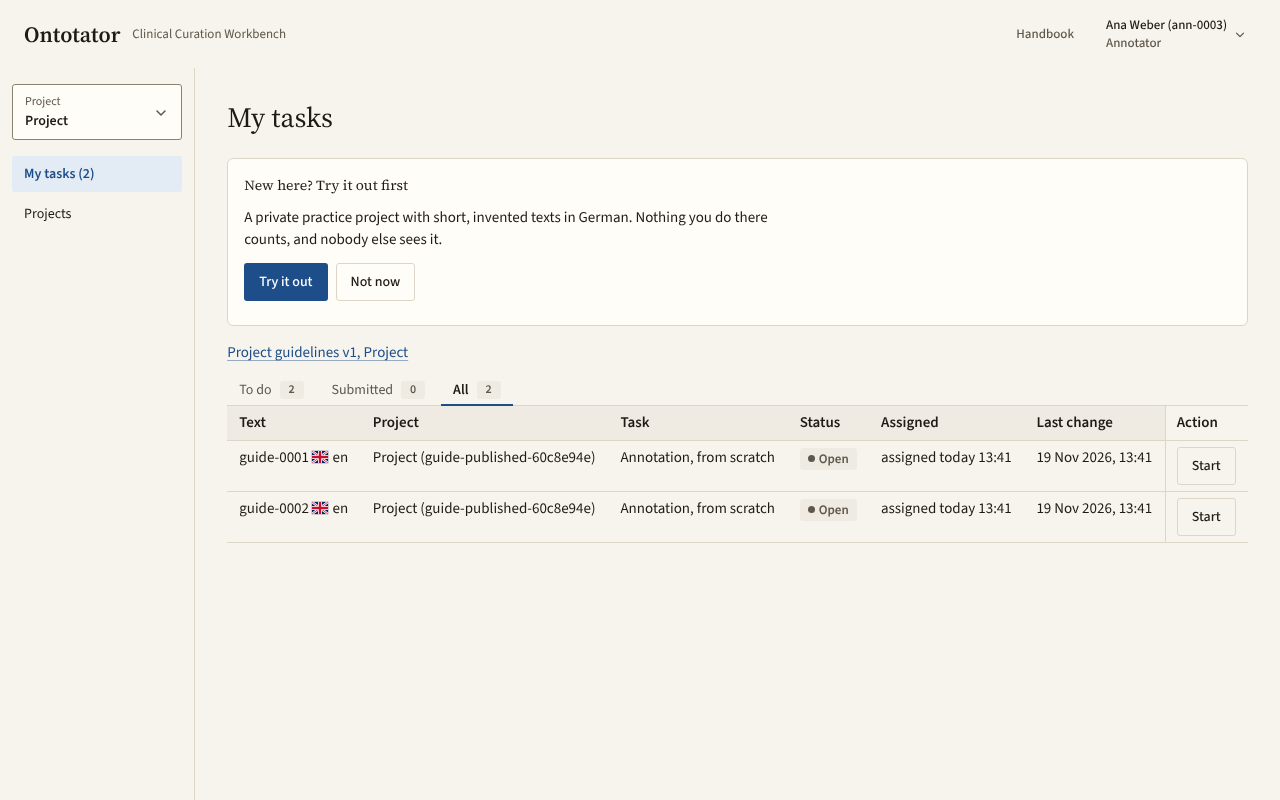 Ontotator Clinical Curation Workbench
Handbook
Ana Weber (ann-0003)
Annotator
Project
Project
My tasks (2)
Projects
My tasks
New here? Try it out first
A private practice project with short, invented texts in German. Nothing you do there
counts, and nobody else sees it.
Try it out Not now
Project guidelines v1, Project
To do 2 Submitted 0 All 2
Text Project Task Status Assigned Last change Action
guide-0001 en Project (guide-published-60c8e94e) Annotation, from scratch Open assigned today 13:41 19 Nov 2026, 13:41 Start
guide-0002 en Project (guide-published-60c8e94e) Annotation, from scratch Open assigned today 13:41 19 Nov 2026, 13:41 Start